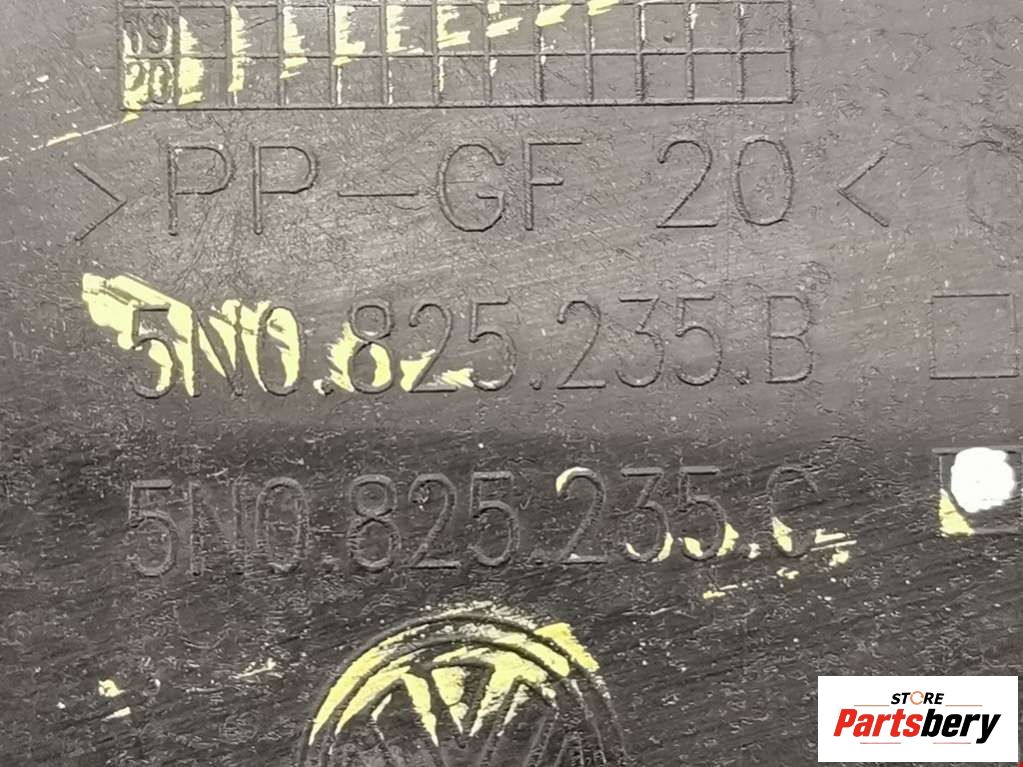 19
20
>PP-GF 20<
5N0.825.235.B
5N0.825.235.C
STORE
Partsbery